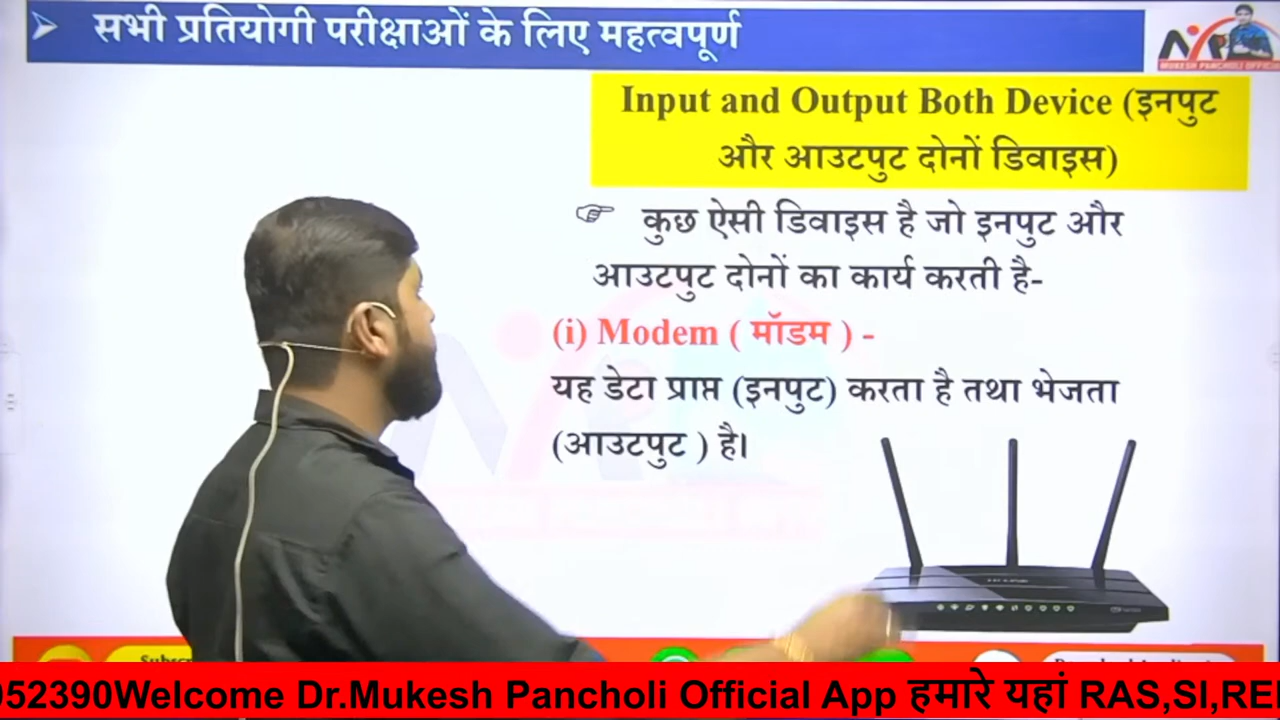 सभी प्रतियोगी परीक्षाओं के लिए महत्वपूर्ण
MUKESH PANCHOLI OFFICIAL
Input and Output Both Device (इनपुट
और आउटपुट दोनों डिवाइस)
कुछ ऐसी डिवाइस है जो इनपुट और
आउटपुट दोनों का कार्य करती है-
(i) Modem ( मॉडम ) -
यह डेटा प्राप्त (इनपुट) करता है तथा भेजता
(आउटपुट ) है।
952390Welcome Dr.Mukesh Pancholi Official App हमारे यहां RAS,SI,REE